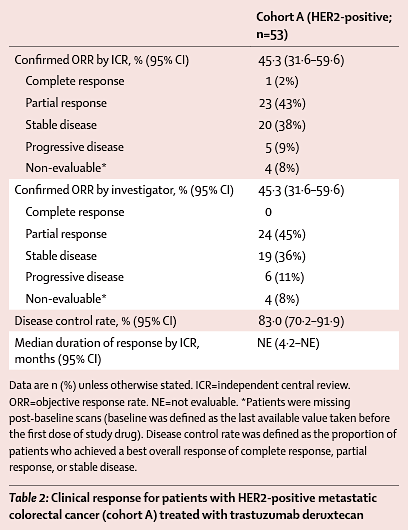 Cohort A (HER2-positive;
n=53)
Confirmed ORR by ICR, % (95% CI) 45·3 (31·6–59·6)
Complete response 1 (2%)
Partial response 23 (43%)
Stable disease 20 (38%)
Progressive disease 5 (9%)
Non-evaluable* 4 (8%)
Confirmed ORR by investigator, % (95% CI) 45·3 (31·6–59·6)
Complete response 0
Partial response 24 (45%)
Stable disease 19 (36%)
Progressive disease 6 (11%)
Non-evaluable* 4 (8%)
Disease control rate, % (95% CI) 83·0 (70·2–91·9)
Median duration of response by ICR, NE (4·2–NE)
months (95% CI)
Data are n (%) unless otherwise stated. ICR=independent central review.
ORR=objective response rate. NE=not evaluable. *Patients were missing
post-baseline scans (baseline was defined as the last available value taken before
the first dose of study drug). Disease control rate was defined as the proportion of
patients who achieved a best overall response of complete response, partial
response, or stable disease.
Table 2: Clinical response for patients with HER2-positive metastatic
colorectal cancer (cohort A) treated with trastuzumab deruxtecan